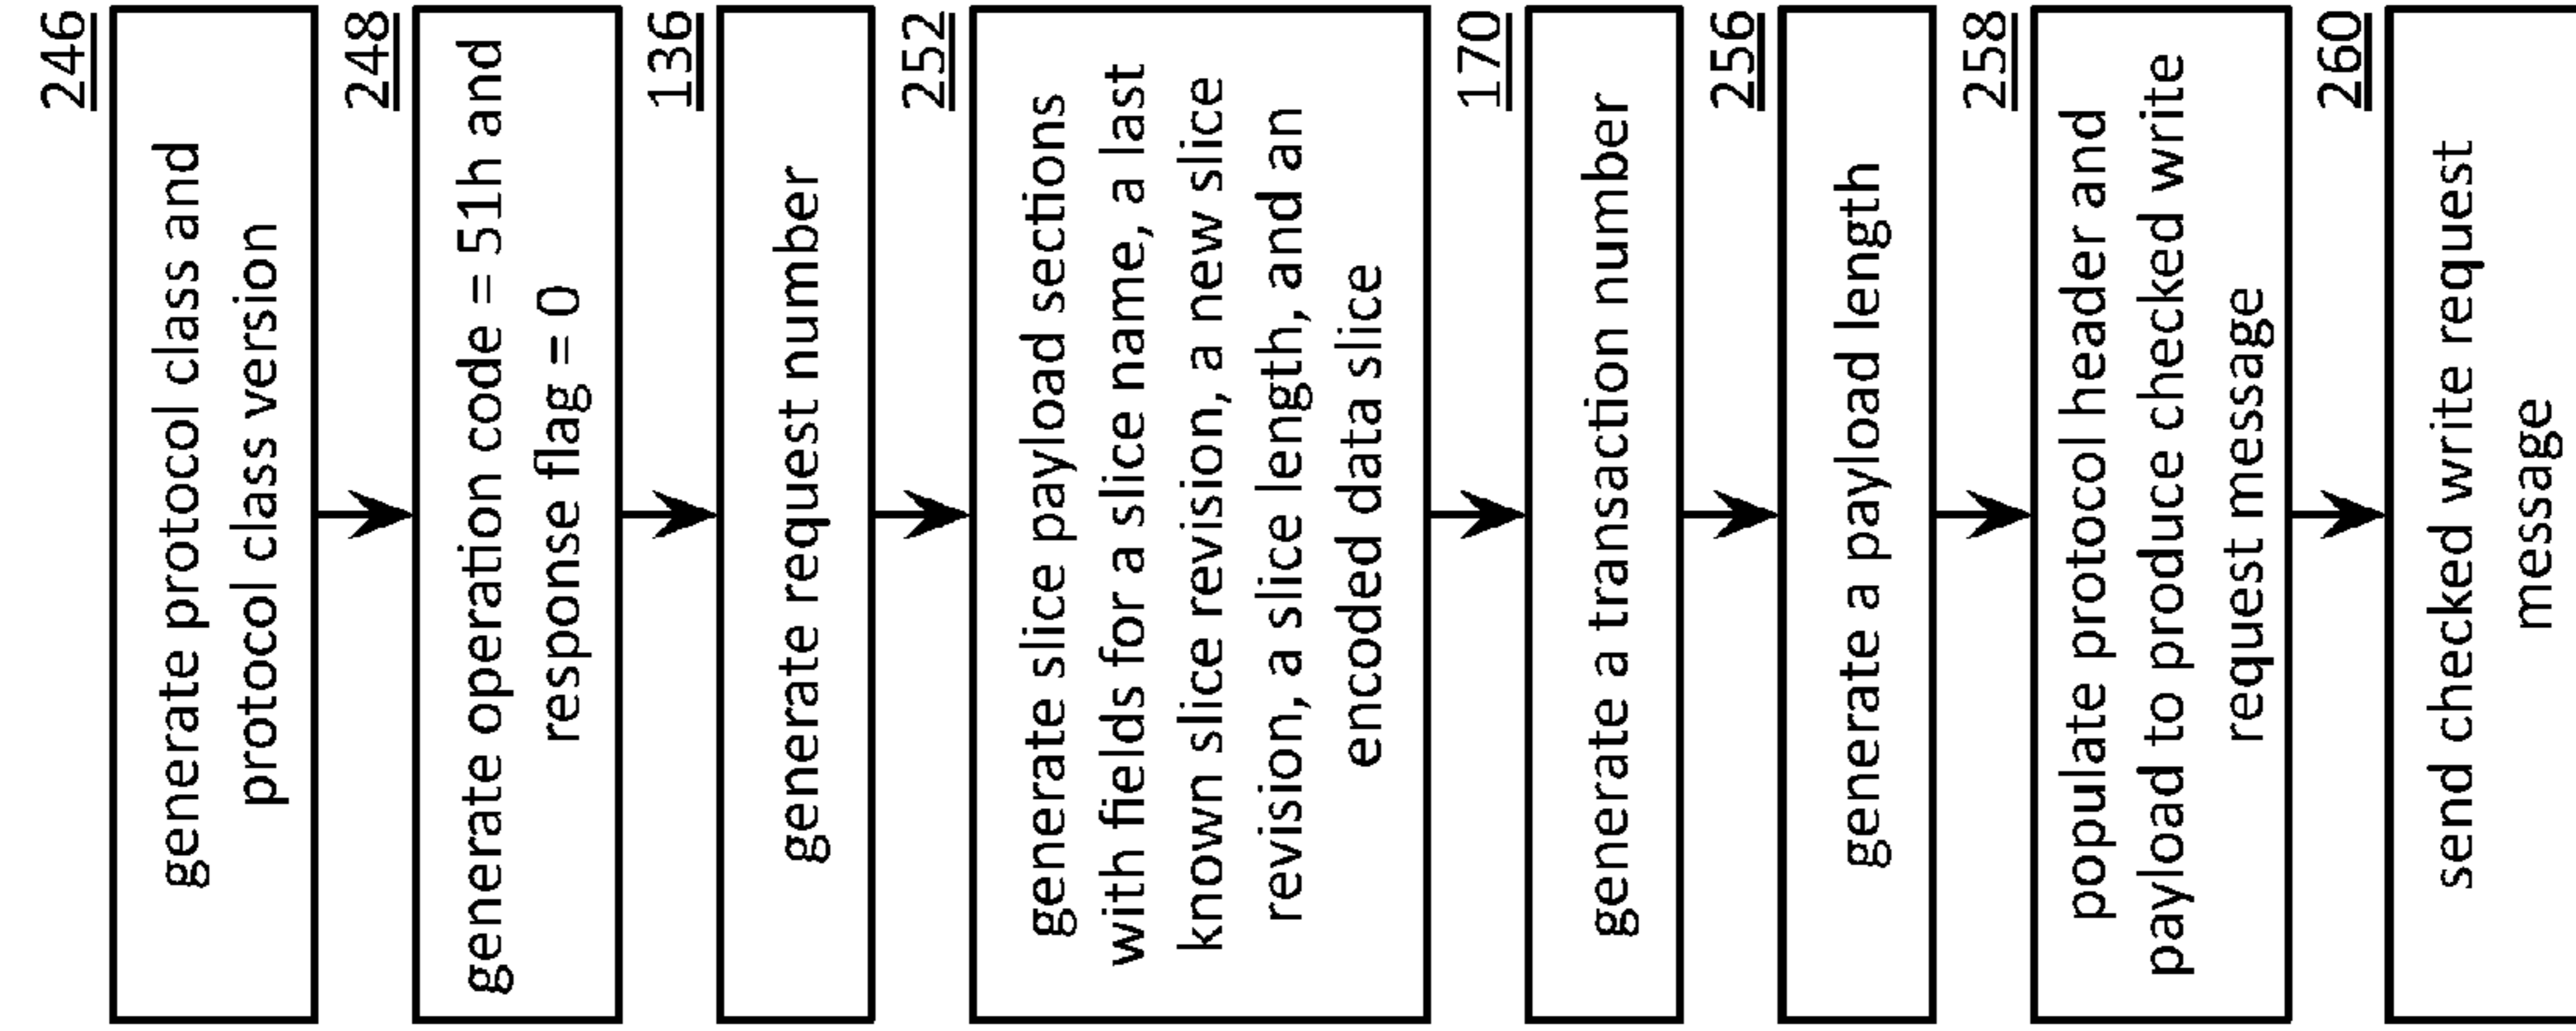 246
generate protocol class and
protocol class version
248
generate operation code = 51h and
response flag = 0
136
generate request number
252
generate slice payload sections
with fields for a slice name, a last
known slice revision, a new slice
revision, a slice length, and an
encoded data slice
170
generate a transaction number
256
generate a payload length
258
populate protocol header and
payload to produce checked write
request message
260
send checked write request
message